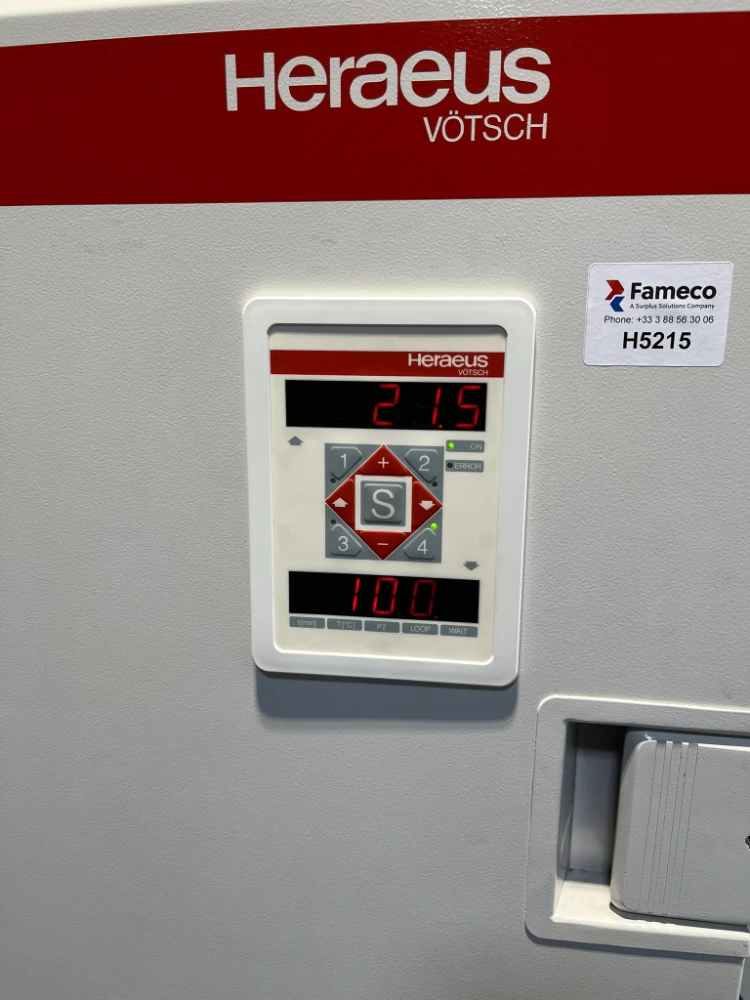 Heraeus
VÖTSCH
Fameco
A Surplus Solutions Company
Phone: +33 3 88 56 30 06
H5215
Heraeus
VÖTSCH
21.5
ON
ERROR
1 + 2
S
3 − 4
100
t[min] T[°C] PΣ LOOP WAIT